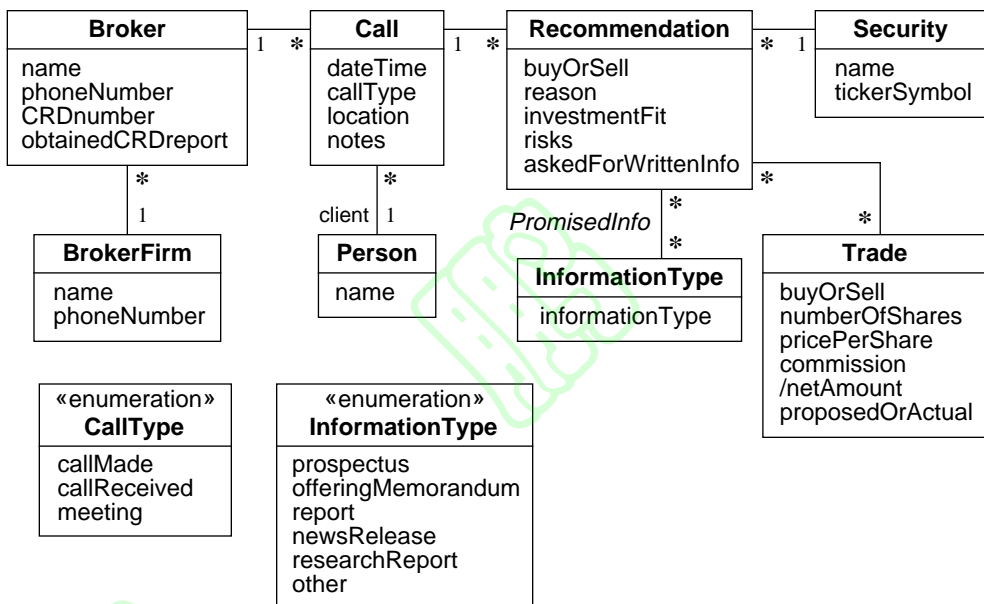 Broker
name
phoneNumber
CRDnumber
obtainedCRDreport
1
*
Call
dateTime
callType
location
notes
1
*
Recommendation
buyOrSell
reason
investmentFit
risks
askedForWrittenInfo
*
1
Security
name
tickerSymbol
*
1
BrokerFirm
name
phoneNumber
*
client 1
Person
name
*
PromisedInfo
*
InformationType
informationType
*
*
Trade
buyOrSell
numberOfShares
pricePerShare
commission
/netAmount
proposedOrActual
«enumeration»
CallType
callMade
callReceived
meeting
«enumeration»
InformationType
prospectus
offeringMemorandum
report
newsRelease
researchReport
other